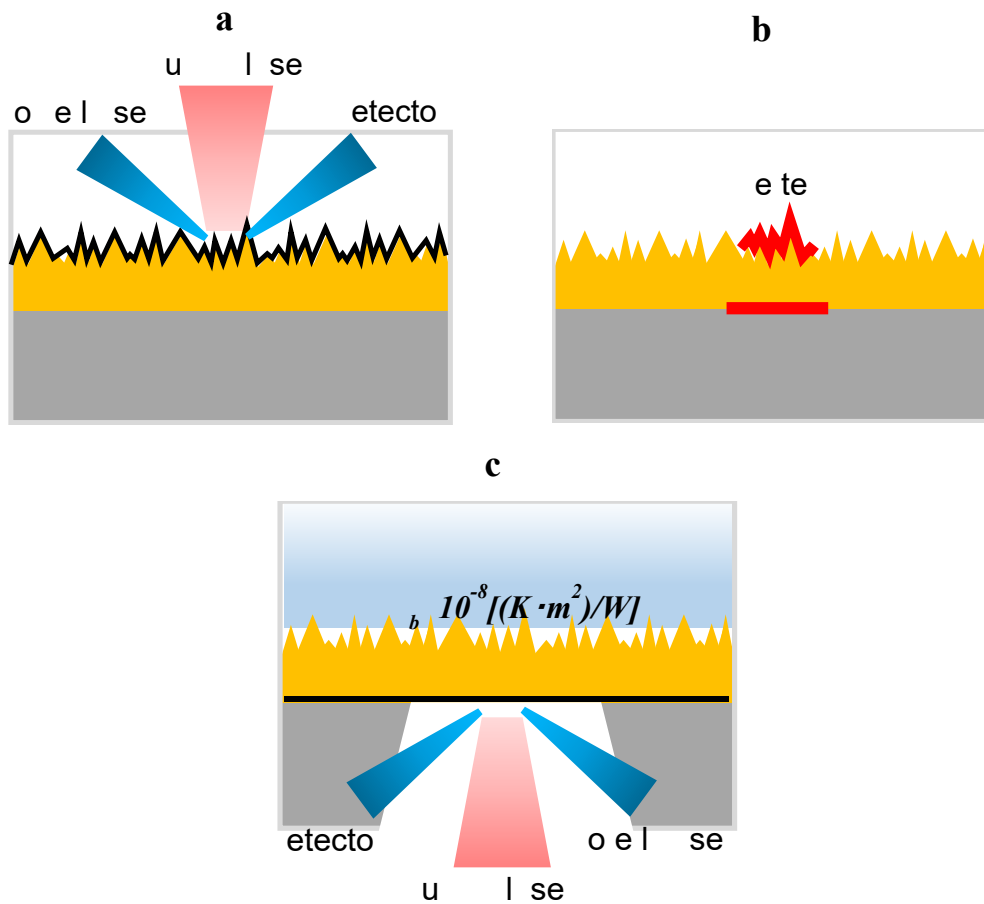 a
b
u l se
o e l se
etecto
e te
c
b 10⁻⁸[(K·m²)/W]
etecto
o e l se
u l se